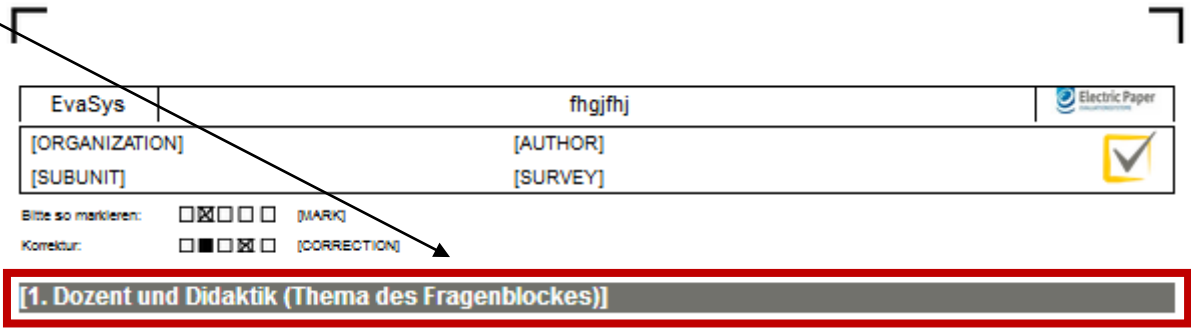 EvaSys fhgjfhj Electric Paper
[ORGANIZATION] [AUTHOR]
[SUBUNIT] [SURVEY]
Bitte so markieren: [MARK]
Korrektur: [CORRECTION]
[1. Dozent und Didaktik (Thema des Fragenblockes)]